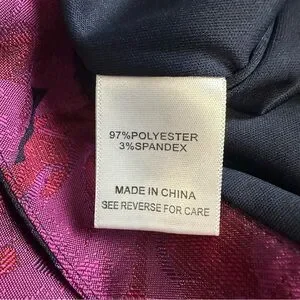 97%POLYESTER
3%SPANDEX
MADE IN CHINA
SEE REVERSE FOR CARE